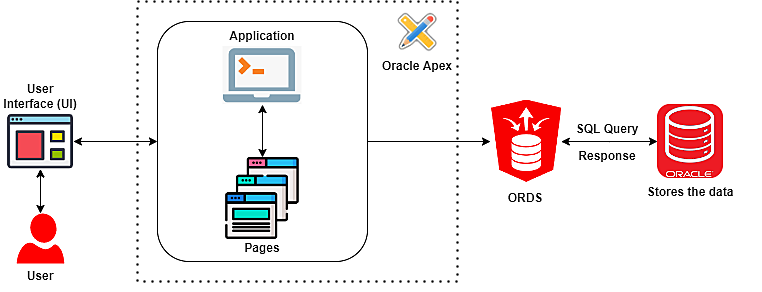 Application
Oracle Apex
User
Interface (UI)
SQL Query
Response
ORACLE
ORDS
Stores the data
Pages
User